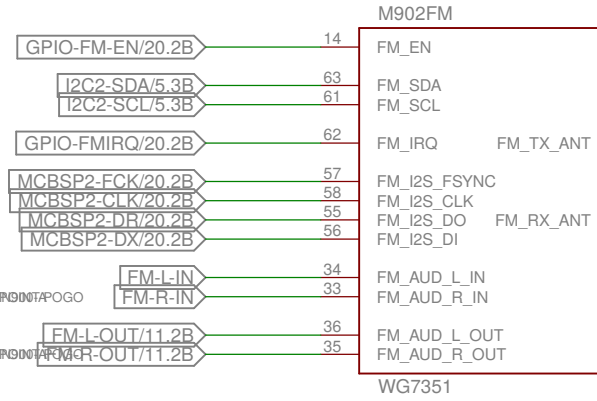 M902FM
GPIO-FM-EN/20.2B 14 FM_EN
I2C2-SDA/5.3B 63 FM_SDA
I2C2-SCL/5.3B 61 FM_SCL
GPIO-FMIRQ/20.2B 62 FM_IRQ FM_TX_ANT
MCBSP2-FCK/20.2B 57 FM_I2S_FSYNC
MCBSP2-CLK/20.2B 58 FM_I2S_CLK
MCBSP2-DR/20.2B 55 FM_I2S_DO FM_RX_ANT
MCBSP2-DX/20.2B 56 FM_I2S_DI
FM-L-IN 34 FM_AUD_L_IN
POGO FM-R-IN 33 FM_AUD_R_IN
FM-L-OUT/11.2B 36 FM_AUD_L_OUT
FM-R-OUT/11.2B 35 FM_AUD_R_OUT
WG7351